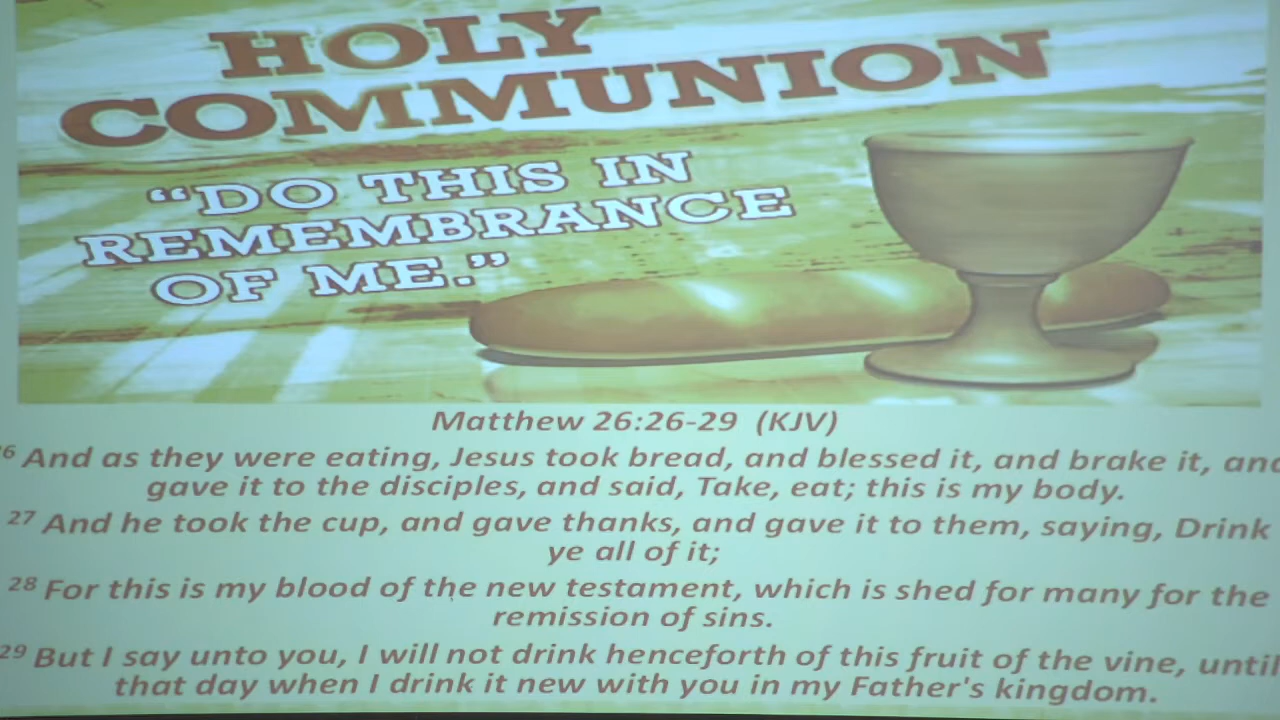 HOLY
COMMUNION
“DO THIS IN
REMEMBRANCE
OF ME.”
Matthew 26:26-29 (KJV)
26 And as they were eating, Jesus took bread, and blessed it, and brake it, and
gave it to the disciples, and said, Take, eat; this is my body.
27 And he took the cup, and gave thanks, and gave it to them, saying, Drink
ye all of it;
28 For this is my blood of the new testament, which is shed for many for the
remission of sins.
29 But I say unto you, I will not drink henceforth of this fruit of the vine, until
that day when I drink it new with you in my Father's kingdom.